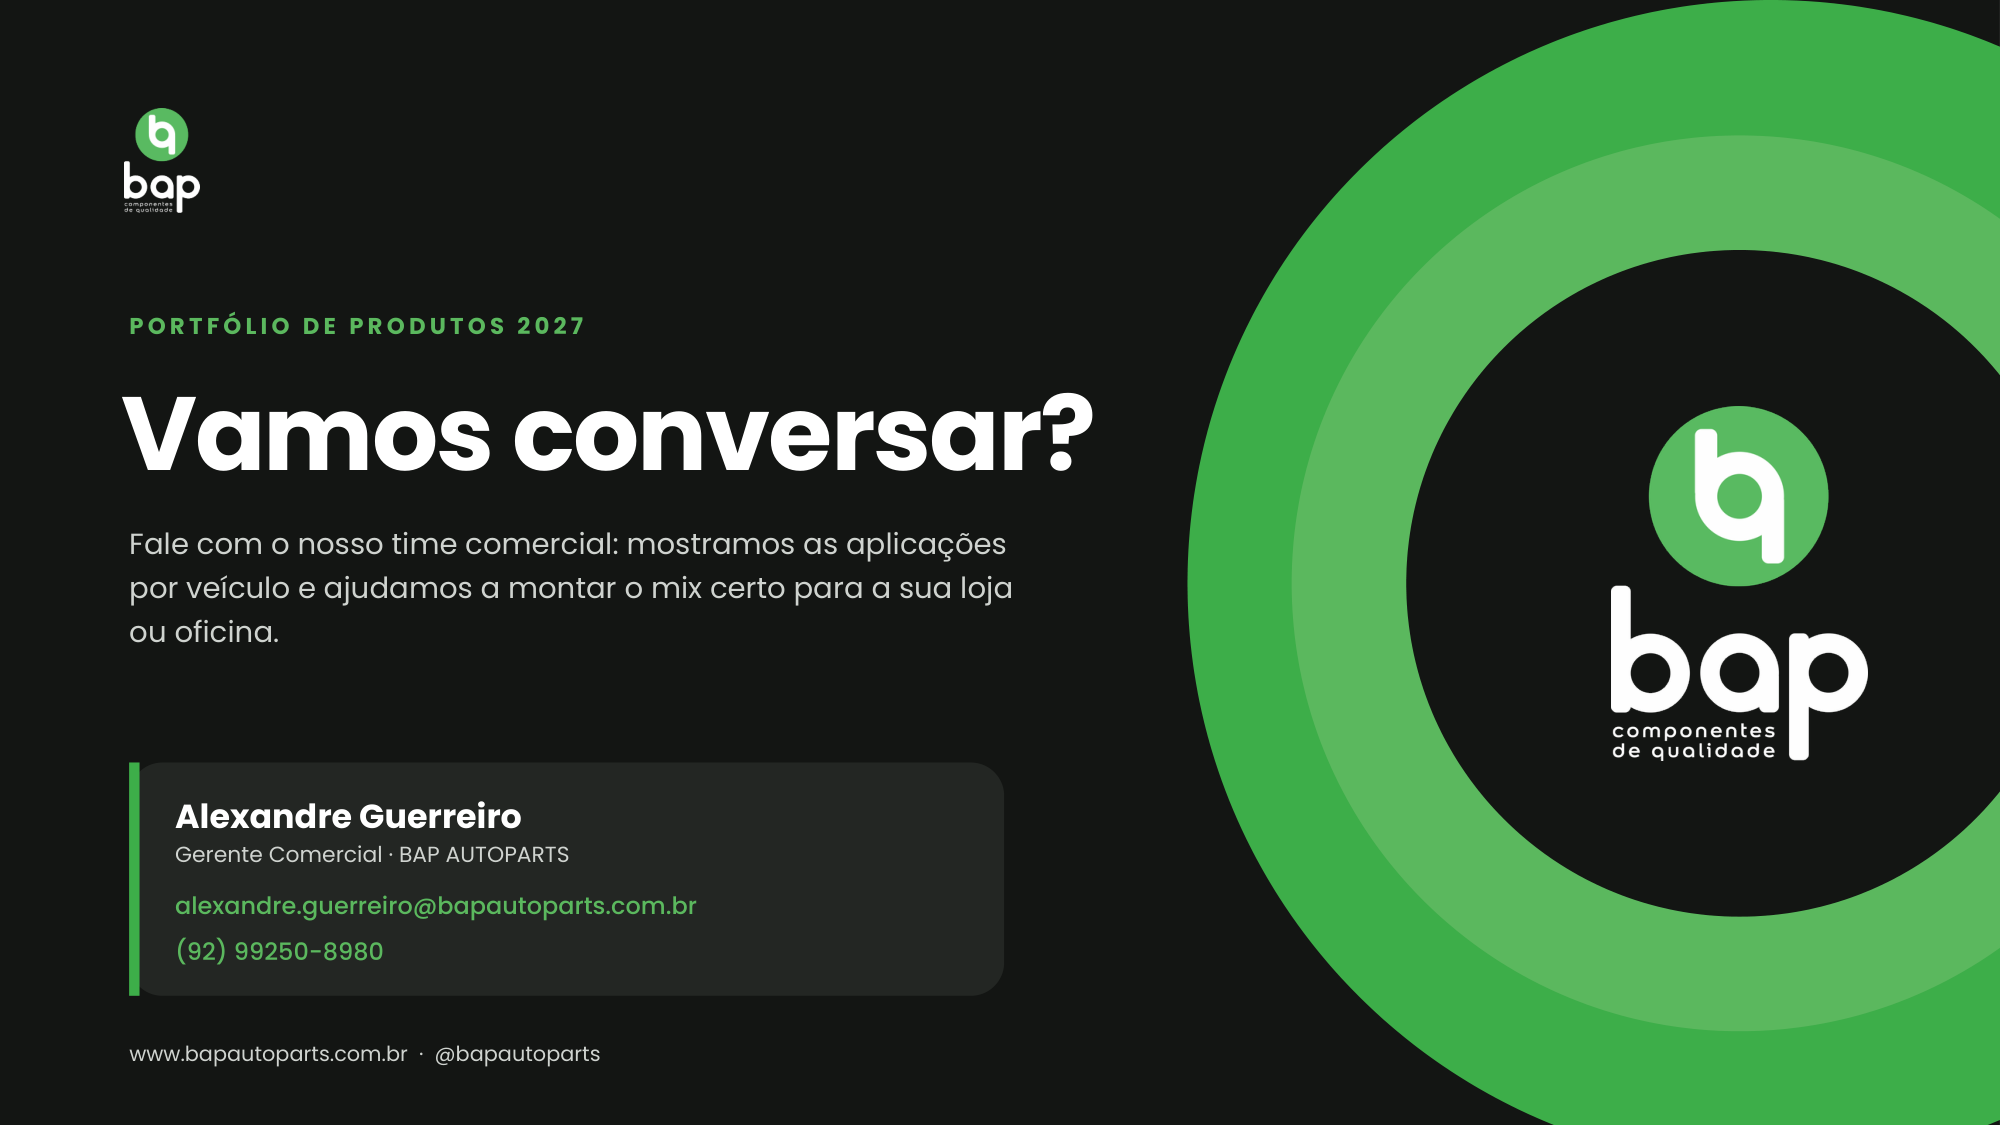 bap
componentes
de qualidade
PORTFÓLIO DE PRODUTOS 2027
Vamos conversar?
Fale com o nosso time comercial: mostramos as aplicações
por veículo e ajudamos a montar o mix certo para a sua loja
ou oficina.
Alexandre Guerreiro
Gerente Comercial · BAP AUTOPARTS
alexandre.guerreiro@bapautoparts.com.br
(92) 99250-8980
www.bapautoparts.com.br · @bapautoparts
bap
componentes
de qualidade